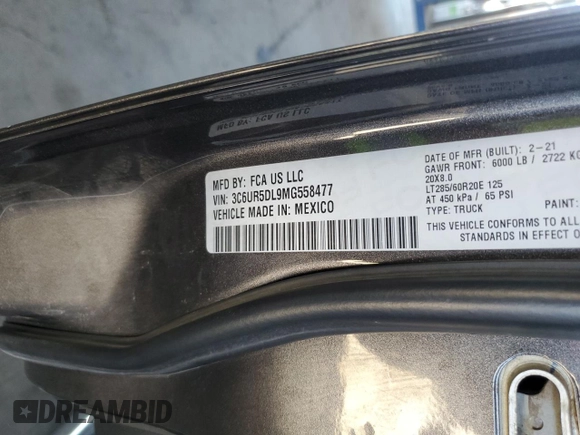 MFD BY: FCA US LLC
VIN: 3C6UR5DL9MG558477
VEHICLE MADE IN: MEXICO
DATE OF MFR (BUILT): 2-21
GAWR FRONT: 6000 LB / 2722 KG
20X8.0
LT285/60R20E 125
AT 450 kPa / 65 PSI
TYPE: TRUCK
PAINT:
THIS VEHICLE CONFORMS TO ALL
STANDARDS IN EFFECT O
DREAMBID